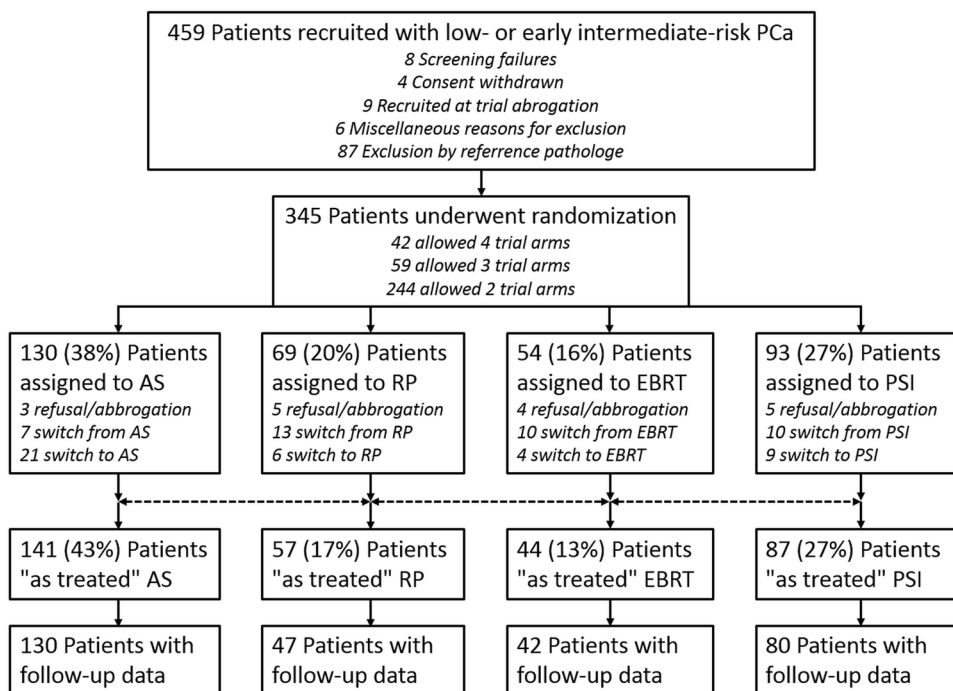 459 Patients recruited with low- or early intermediate-risk PCa
8 Screening failures
4 Consent withdrawn
9 Recruited at trial abrogation
6 Miscellaneous reasons for exclusion
87 Exclusion by referrence pathologe
345 Patients underwent randomization
42 allowed 4 trial arms
59 allowed 3 trial arms
244 allowed 2 trial arms
130 (38%) Patients
assigned to AS
3 refusal/abbrogation
7 switch from AS
21 switch to AS
69 (20%) Patients
assigned to RP
5 refusal/abbrogation
13 switch from RP
6 switch to RP
54 (16%) Patients
assigned to EBRT
4 refusal/abbrogation
10 switch from EBRT
4 switch to EBRT
93 (27%) Patients
assigned to PSI
5 refusal/abbrogation
10 switch from PSI
9 switch to PSI
141 (43%) Patients
"as treated" AS
57 (17%) Patients
"as treated" RP
44 (13%) Patients
"as treated" EBRT
87 (27%) Patients
"as treated" PSI
130 Patients with
follow-up data
47 Patients with
follow-up data
42 Patients with
follow-up data
80 Patients with
follow-up data